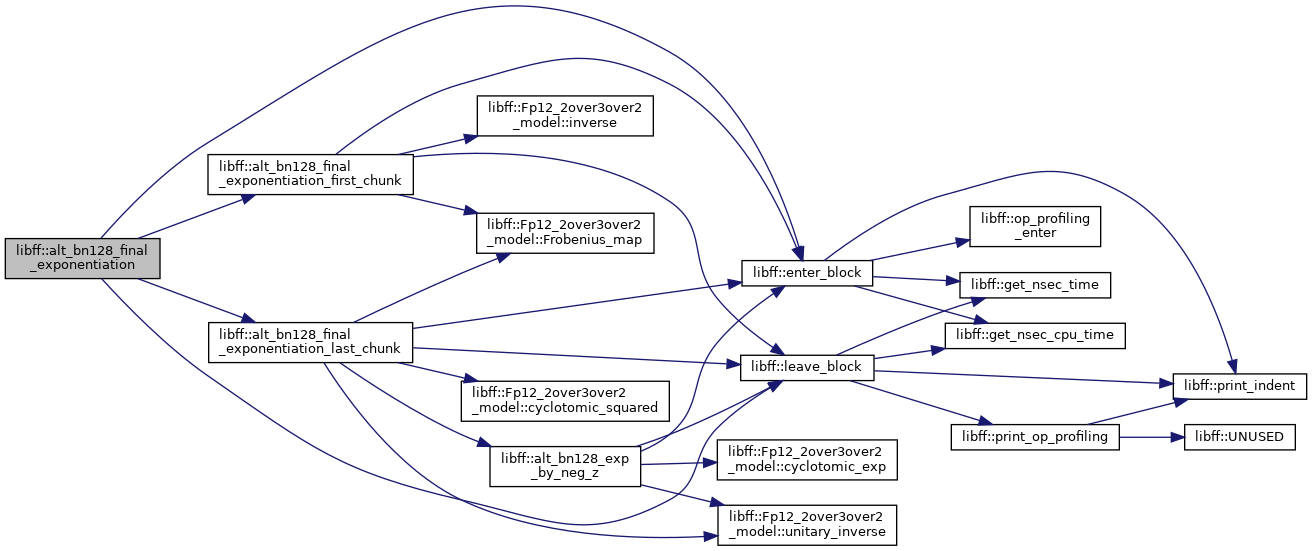 libff::alt_bn128_final
_exponentiation
libff::alt_bn128_final
_exponentiation_first_chunk
libff::alt_bn128_final
_exponentiation_last_chunk
libff::Fp12_2over3over2
_model::inverse
libff::Fp12_2over3over2
_model::Frobenius_map
libff::Fp12_2over3over2
_model::cyclotomic_squared
libff::alt_bn128_exp
_by_neg_z
libff::enter_block
libff::leave_block
libff::Fp12_2over3over2
_model::cyclotomic_exp
libff::Fp12_2over3over2
_model::unitary_inverse
libff::op_profiling
_enter
libff::get_nsec_time
libff::get_nsec_cpu_time
libff::print_op_profiling
libff::print_indent
libff::UNUSED